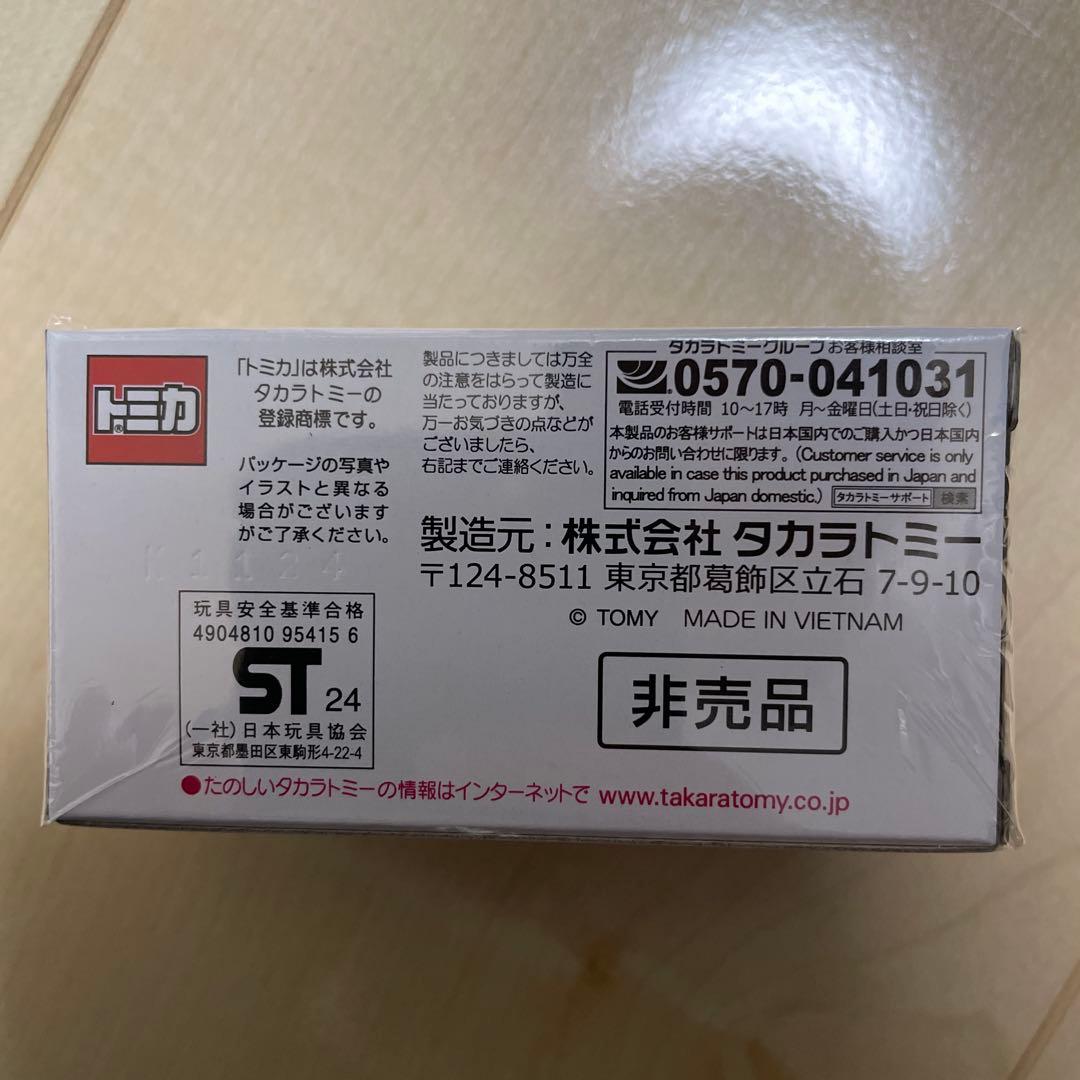 トミカ®
「トミカ」は株式会社
タカラトミーの
登録商標です。
パッケージの写真や
イラストと異なる
場合がございます
がご了承ください。
K1124
玩具安全基準合格
4904810 95415 6
ST 24
(一社)日本玩具協会
東京都墨田区東駒形4-22-4
製品につきましては万全
の注意をはらって製造に
当たっておりますが、
万一お気づきの点などが
ございましたら、
右記までご連絡ください。
タカラトミーグループお客様相談室
0570-041031
電話受付時間 10～17時 月～金曜日(土日・祝日除く)
本製品のお客様サポートは日本国内でのご購入かつ日本国内
からのお問い合わせに限ります。(Customer service is only
available in case this product purchased in Japan and
inquired from Japan domestic.) タカラトミーサポート 検索
製造元：株式会社 タカラトミー
〒124-8511 東京都葛飾区立石 7-9-10
© TOMY MADE IN VIETNAM
非売品
●たのしいタカラトミーの情報はインターネットで www.takaratomy.co.jp